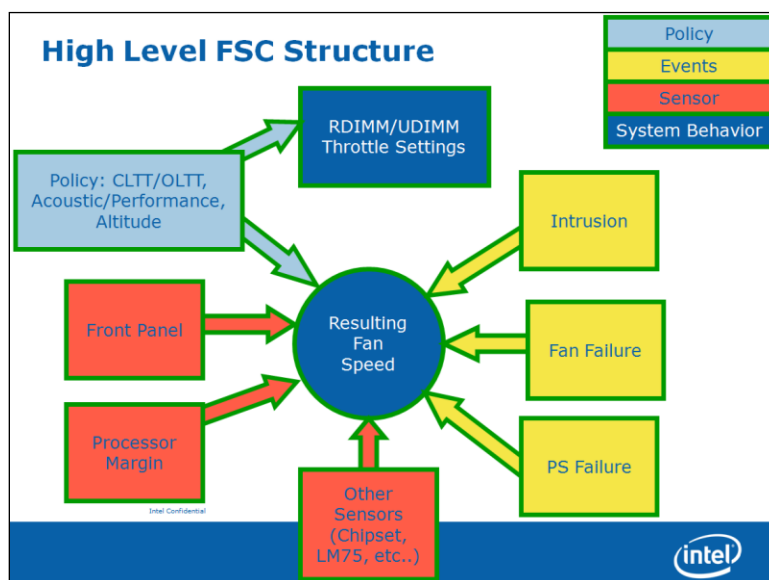 High Level FSC Structure
Policy
Events
Sensor
System Behavior
RDIMM/UDIMM
Throttle Settings
Policy: CLTT/OLTT,
Acoustic/Performance,
Altitude
Intrusion
Front Panel
Resulting
Fan
Speed
Fan Failure
Processor
Margin
PS Failure
Other
Sensors
(Chipset,
LM75, etc..)
Intel Confidential
intel